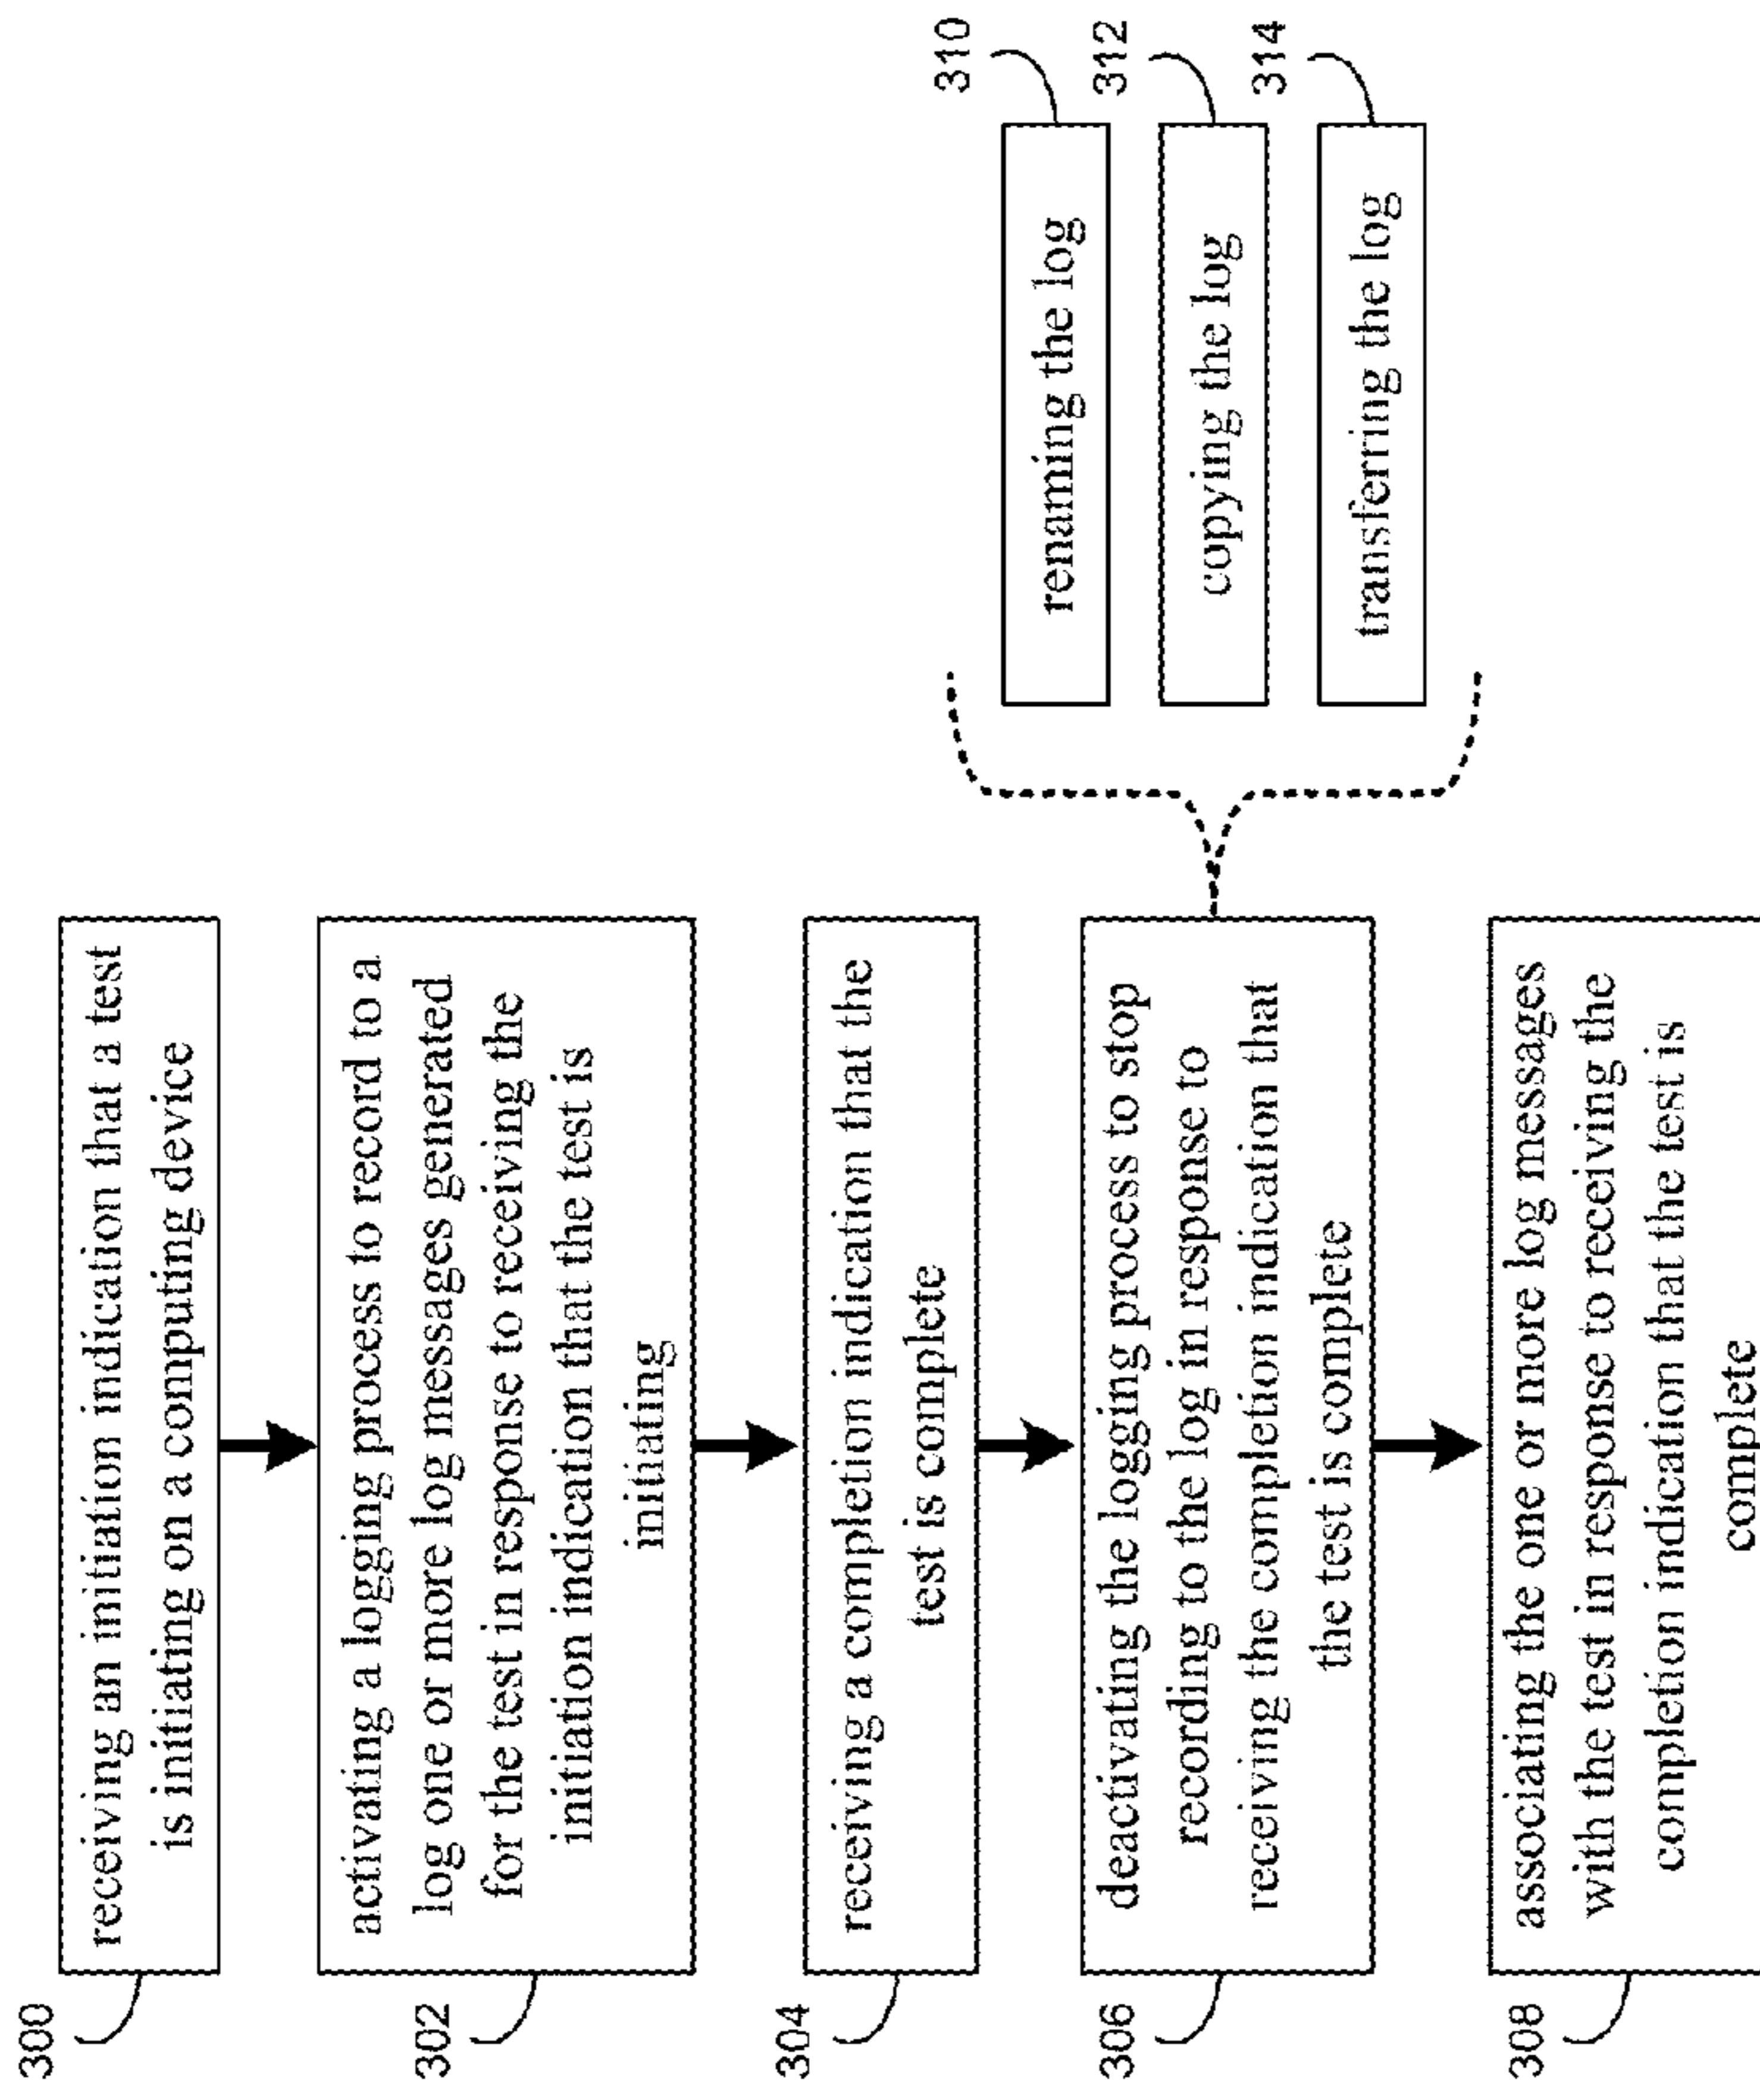 300
receiving an initiation indication that a test
is initiating on a computing device
302
activating a logging process to record to a
log one or more log messages generated
for the test in response to receiving the
initiation indication that the test is
initiating
304
receiving a completion indication that the
test is complete
306
deactivating the logging process to stop
recording to the log in response to
receiving the completion indication that
the test is complete
renaming the log
310
copying the log
312
transferring the log
314
308
associating the one or more log messages
with the test in response to receiving the
completion indication that the test is
complete